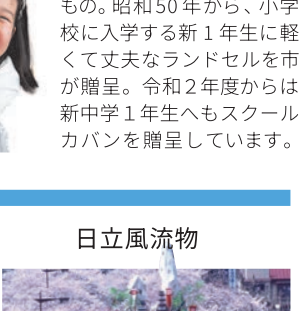 もの。昭和50年から、小学
校に入学する新1年生に軽
くて丈夫なランドセルを市
が贈呈。令和2年度からは
新中学1年生へもスクール
カバンを贈呈しています。
日立風流物